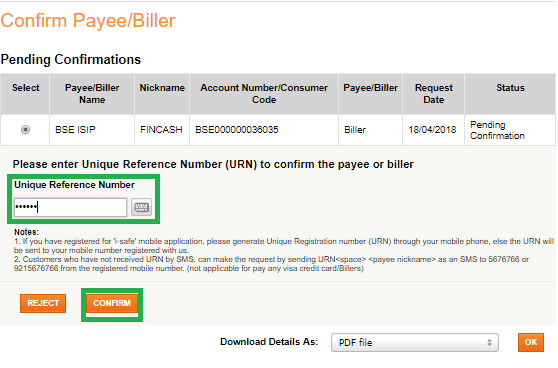 Confirm Payee/Biller
Pending Confirmations
Select Payee/Biller Name Nickname Account Number/Consumer Code Payee/Biller Request Date Status
BSE ISIP FINCASH BSE000000036035 Biller 18/04/2018 Pending Confirmation
Please enter Unique Reference Number (URN) to confirm the payee or biller
Unique Reference Number
••••••
Notes:
1. If you have registered for 'i-safe' mobile application, please generate Unique Registration number (URN) through your mobile phone, else the URN will
be sent to your mobile number registered with us.
2. Customers who have not received URN by SMS, can make the request by sending URN<space> <payee nickname> as an SMS to 5676766 or
9215676766 from the registered mobile number. (not applicable for pay any visa credit card/Billers)
REJECT CONFIRM
Download Details As: PDF file OK